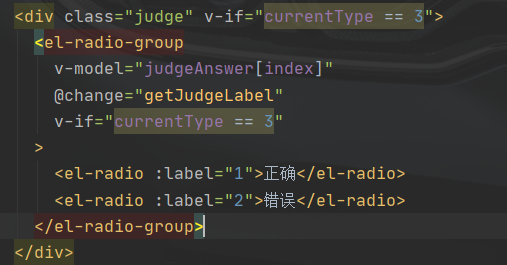 <div class="judge" v-if="currentType == 3">
<el-radio-group
v-model="judgeAnswer[index]"
@change="getJudgeLabel"
v-if="currentType == 3"
>
<el-radio :label="1">正确</el-radio>
<el-radio :label="2">错误</el-radio>
</el-radio-group>
</div>